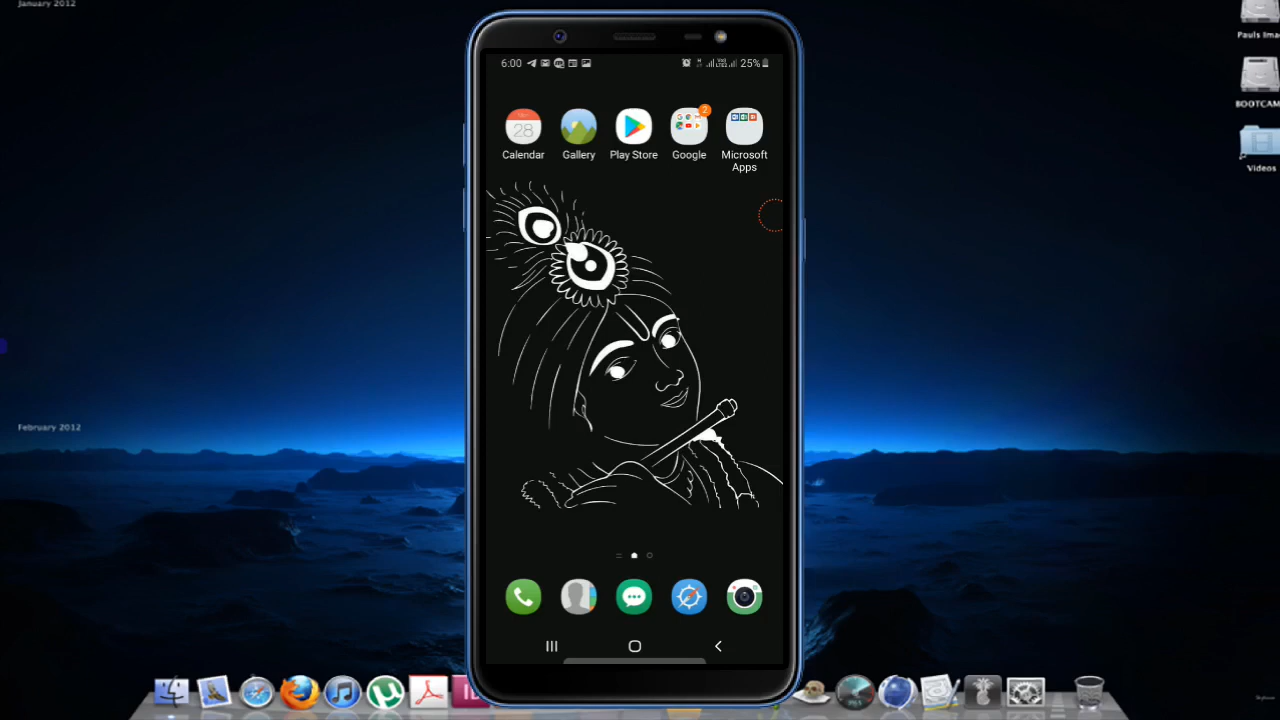 January 2012
Pauls Ima
BOOTCAM
Videos
February 2012
6:00
25%
28
2
Calendar
Gallery
Play Store
Google
Microsoft
Apps